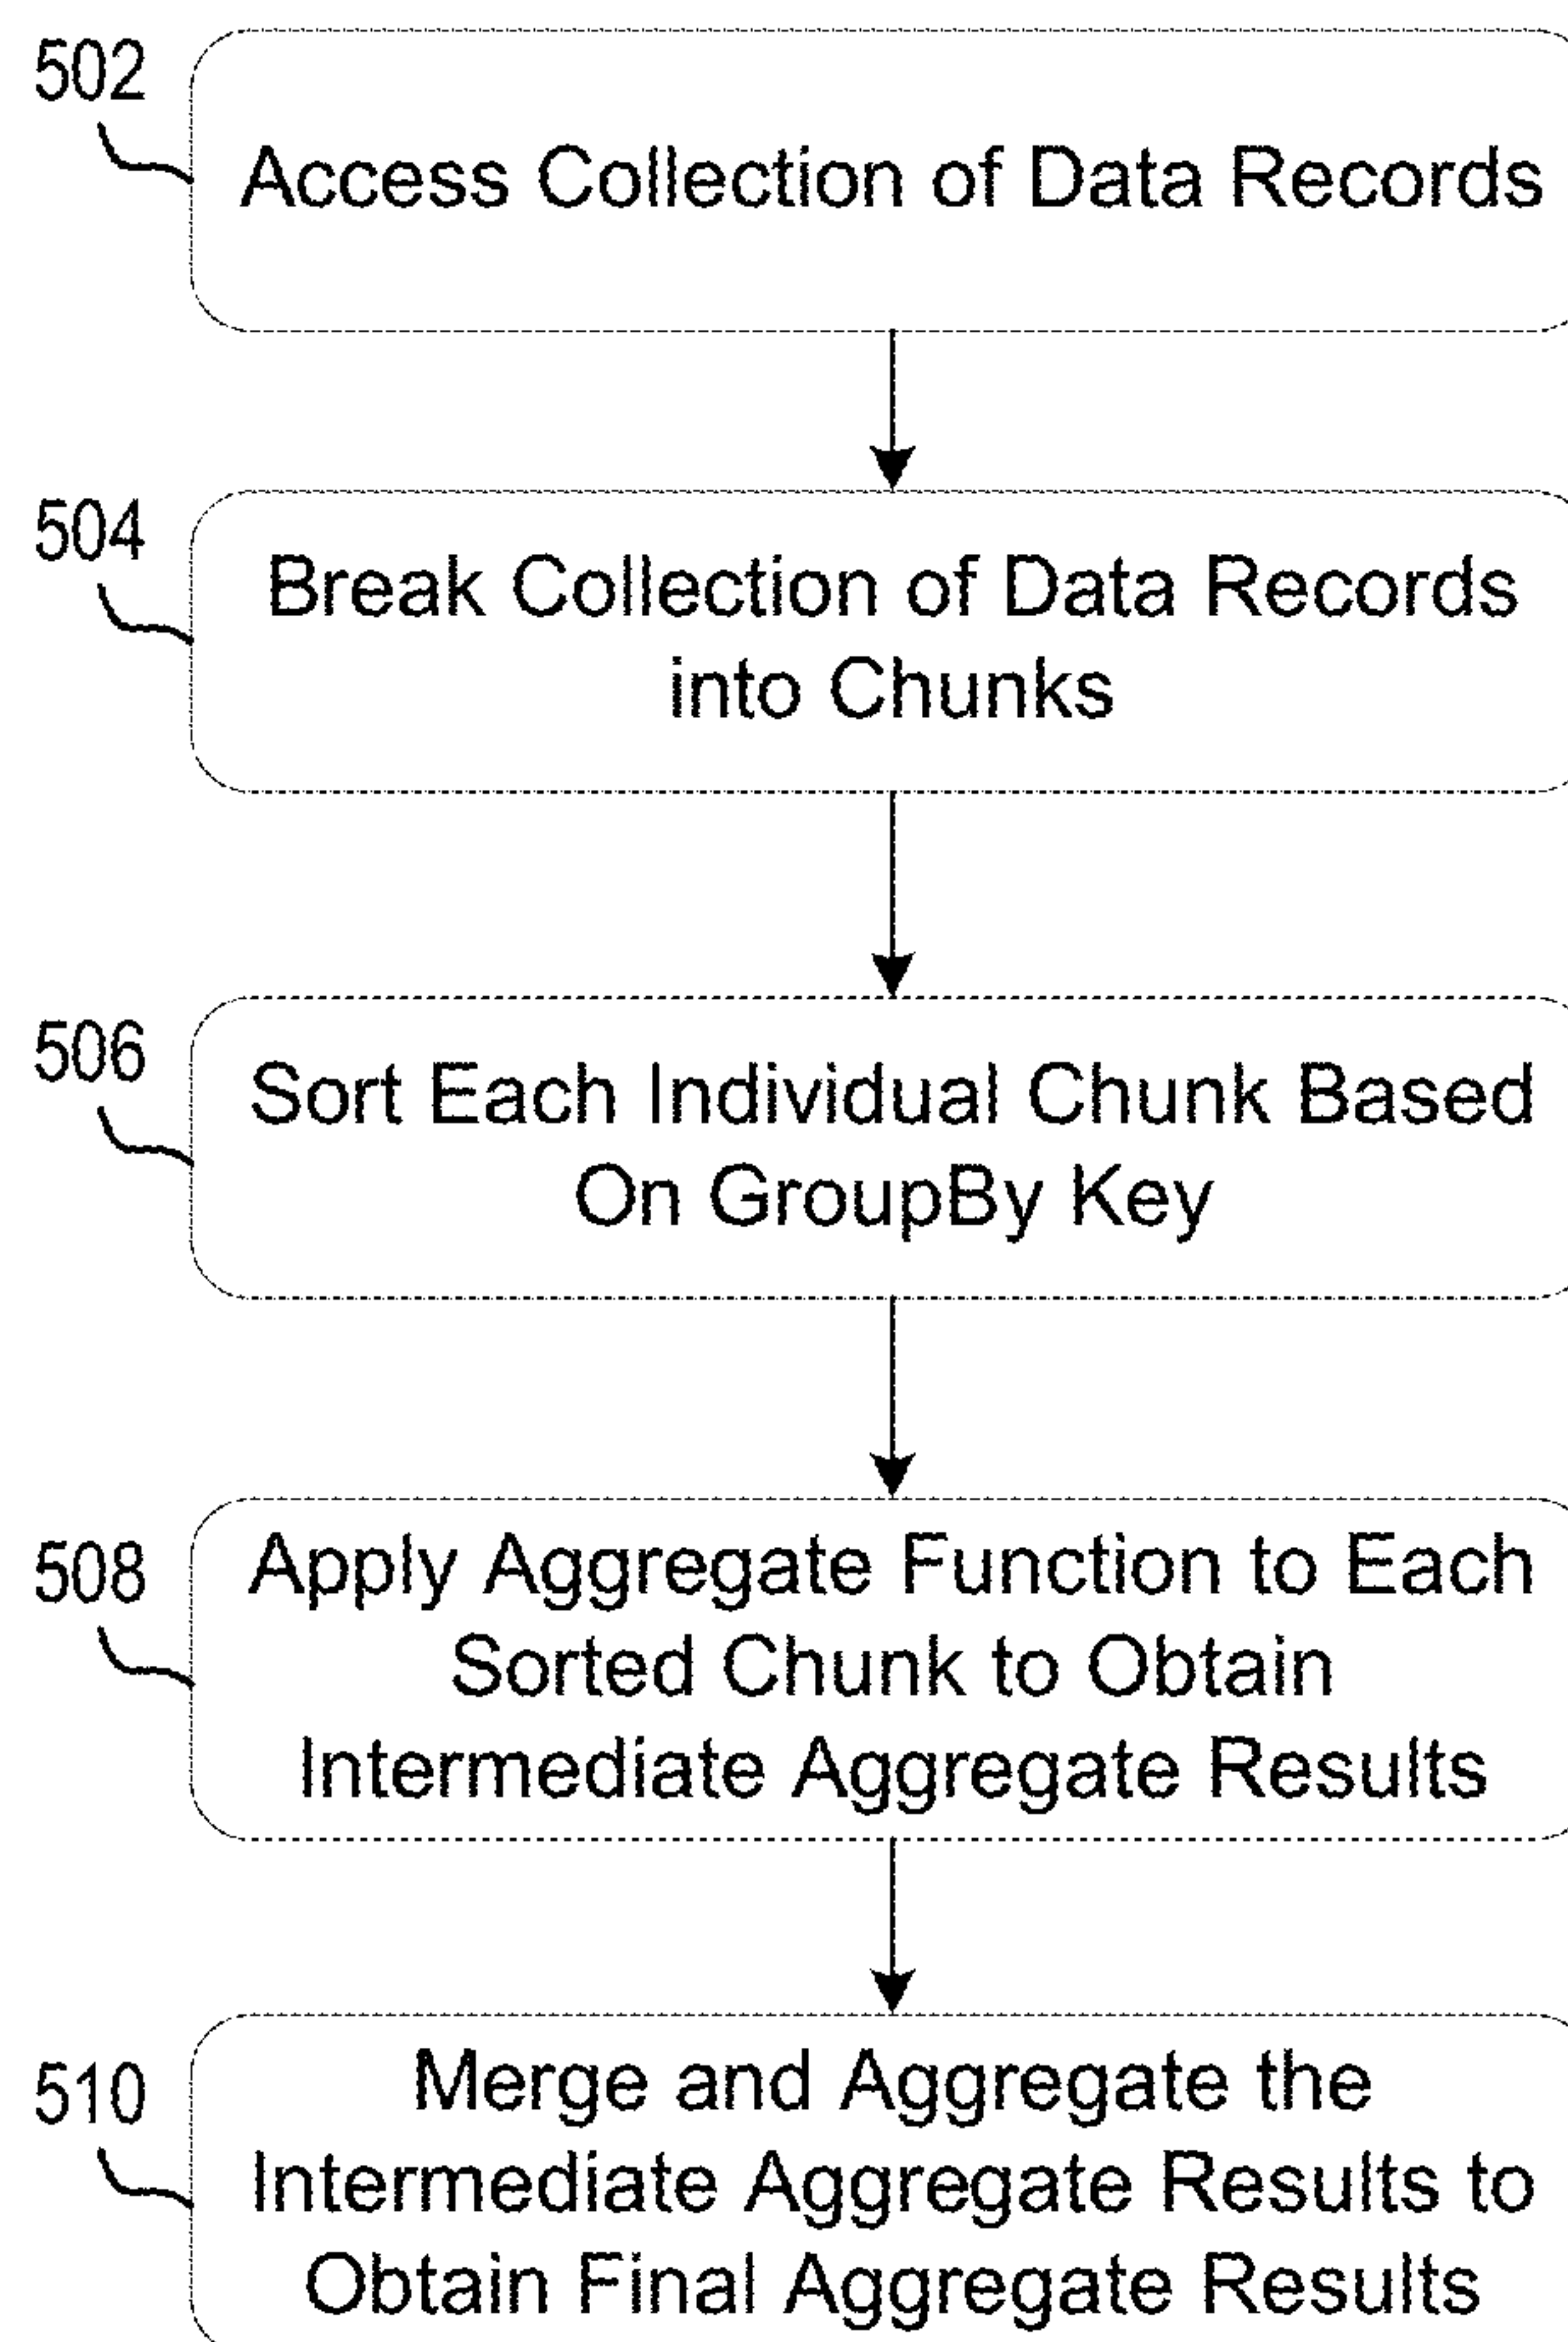 502
Access Collection of Data Records
504
Break Collection of Data Records
into Chunks
506
Sort Each Individual Chunk Based
On GroupBy Key
508
Apply Aggregate Function to Each
Sorted Chunk to Obtain
Intermediate Aggregate Results
510
Merge and Aggregate the
Intermediate Aggregate Results to
Obtain Final Aggregate Results